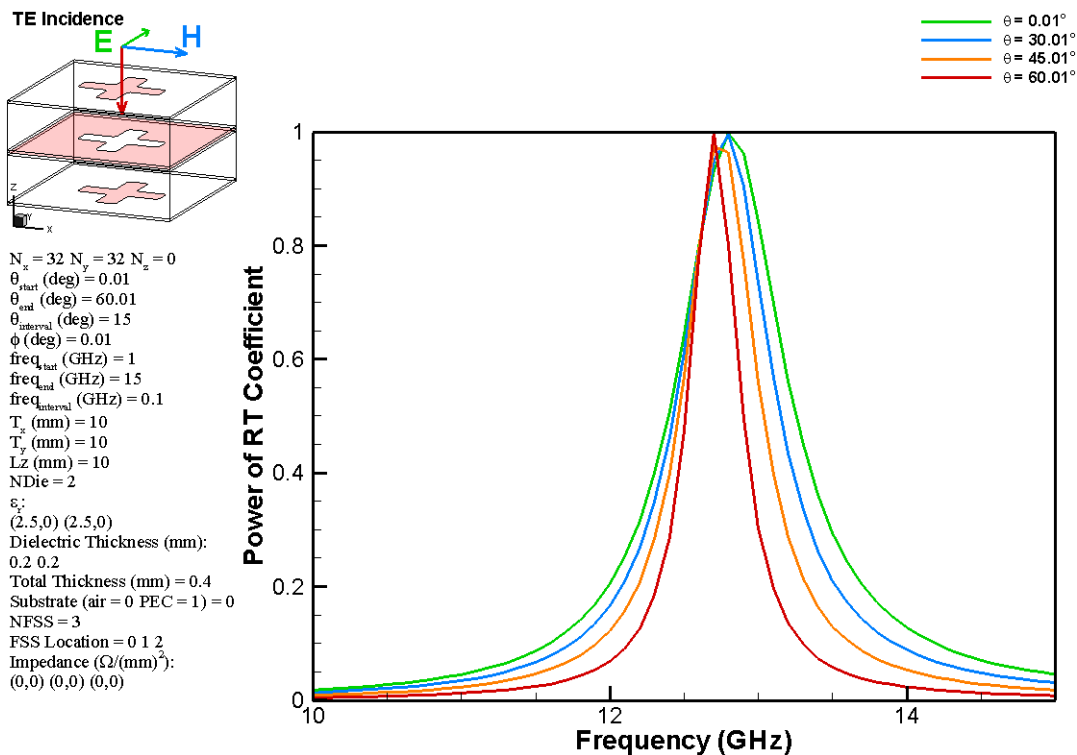 TE Incidence
E
H
Z
Y
X
N_x = 32 N_y = 32 N_z = 0
θ_start (deg) = 0.01
θ_end (deg) = 60.01
θ_interval (deg) = 15
ϕ (deg) = 0.01
freq_start (GHz) = 1
freq_end (GHz) = 15
freq_interval (GHz) = 0.1
T_x (mm) = 10
T_y (mm) = 10
Lz (mm) = 10
NDie = 2
ε_r:
(2.5,0) (2.5,0)
Dielectric Thickness (mm):
0.2 0.2
Total Thickness (mm) = 0.4
Substrate (air = 0 PEC = 1) = 0
NFSS = 3
FSS Location = 0 1 2
Impedance (Ω/(mm)²):
(0,0) (0,0) (0,0)
θ = 0.01°
θ = 30.01°
θ = 45.01°
θ = 60.01°
Power of RT Coefficient
1
0.8
0.6
0.4
0.2
0
10
12
14
Frequency (GHz)